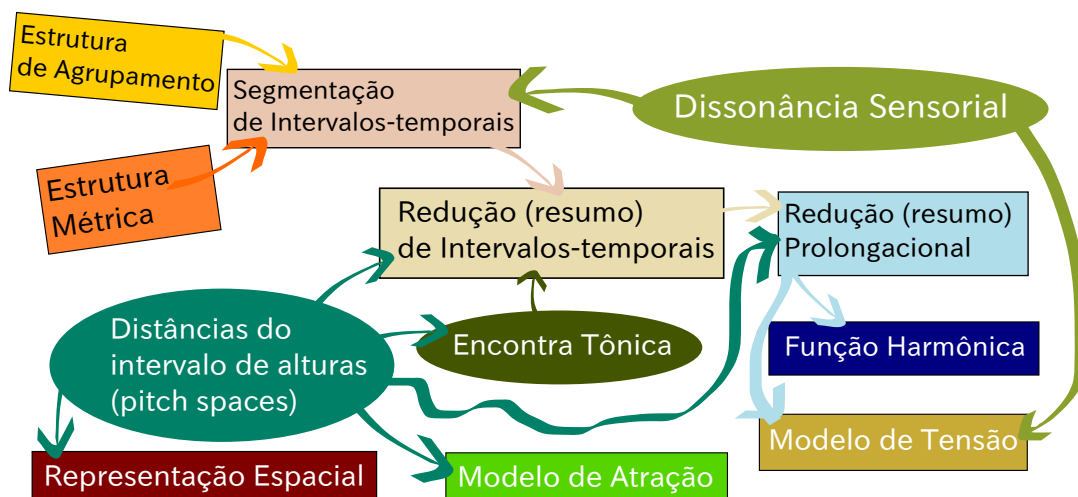 Estrutura
de Agrupamento
Segmentação
de Intervalos-temporais
Dissonância Sensorial
Estrutura
Métrica
Redução (resumo)
de Intervalos-temporais
Redução (resumo)
Prolongacional
Distâncias do
intervalo de alturas
(pitch spaces)
Encontra Tônica
Função Harmônica
Modelo de Tensão
Representação Espacial
Modelo de Atração